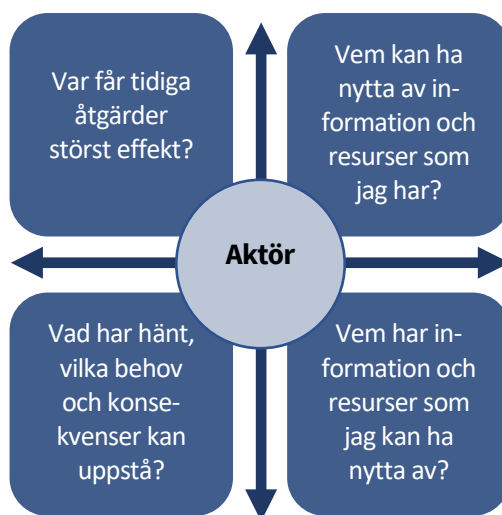 Var får tidiga
åtgärder
störst effekt?
Vem kan ha
nytta av in-
formation och
resurser som
jag har?
Aktör
Vad har hänt,
vilka behov
och konse-
kvenser kan
uppstå?
Vem har in-
formation och
resurser som
jag kan ha
nytta av?